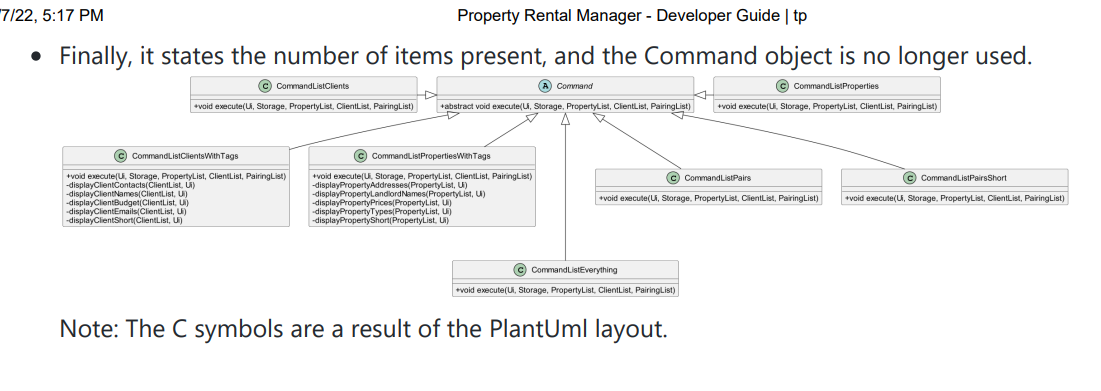 7/22, 5:17 PM
Property Rental Manager - Developer Guide | tp
• Finally, it states the number of items present, and the Command object is no longer used.
C CommandListClients
+void execute(Ui, Storage, PropertyList, ClientList, PairingList)
A Command
+abstract void execute(Ui, Storage, PropertyList, ClientList, PairingList)
C CommandListProperties
+void execute(Ui, Storage, PropertyList, ClientList, PairingList)
C CommandListClientsWithTags
+void execute(Ui, Storage, PropertyList, ClientList, PairingList)
-displayClientContacts(ClientList, Ui)
-displayClientNames(ClientList, Ui)
-displayClientBudget(ClientList, Ui)
-displayClientEmails(ClientList, Ui)
-displayClientShort(ClientList, Ui)
C CommandListPropertiesWithTags
+void execute(Ui, Storage, PropertyList, ClientList, PairingList)
-displayPropertyAddresses(PropertyList, Ui)
-displayPropretyLandlordNames(PropertyList, Ui)
-displayPropertyPrices(PropertyList, Ui)
-displayPropertyTypes(PropertyList, Ui)
-displayPropertyShort(PropertyList, Ui)
C CommandListPairs
+void execute(Ui, Storage, PropertyList, ClientList, PairingList)
C CommandListPairsShort
+void execute(Ui, Storage, PropertyList, ClientList, PairingList)
C CommandListEverything
+void execute(Ui, Storage, PropertyList, ClientList, PairingList)
Note: The C symbols are a result of the PlantUml layout.